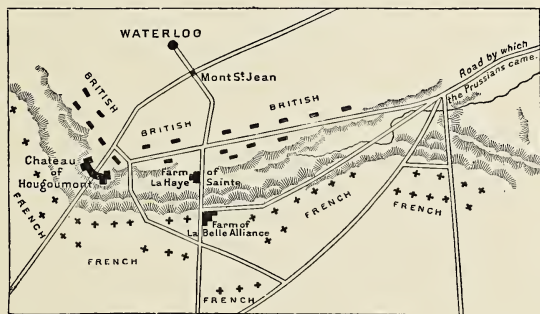 WATERLOO
Mont St. Jean
Road by which
the Prussians came.
BRITISH
BRITISH
BRITISH
Chateau
of
Hougoumont
Farm of
La Haye Sainte
FRENCH
FRENCH
FRENCH
Farm of
La Belle Alliance
FRENCH
FRENCH